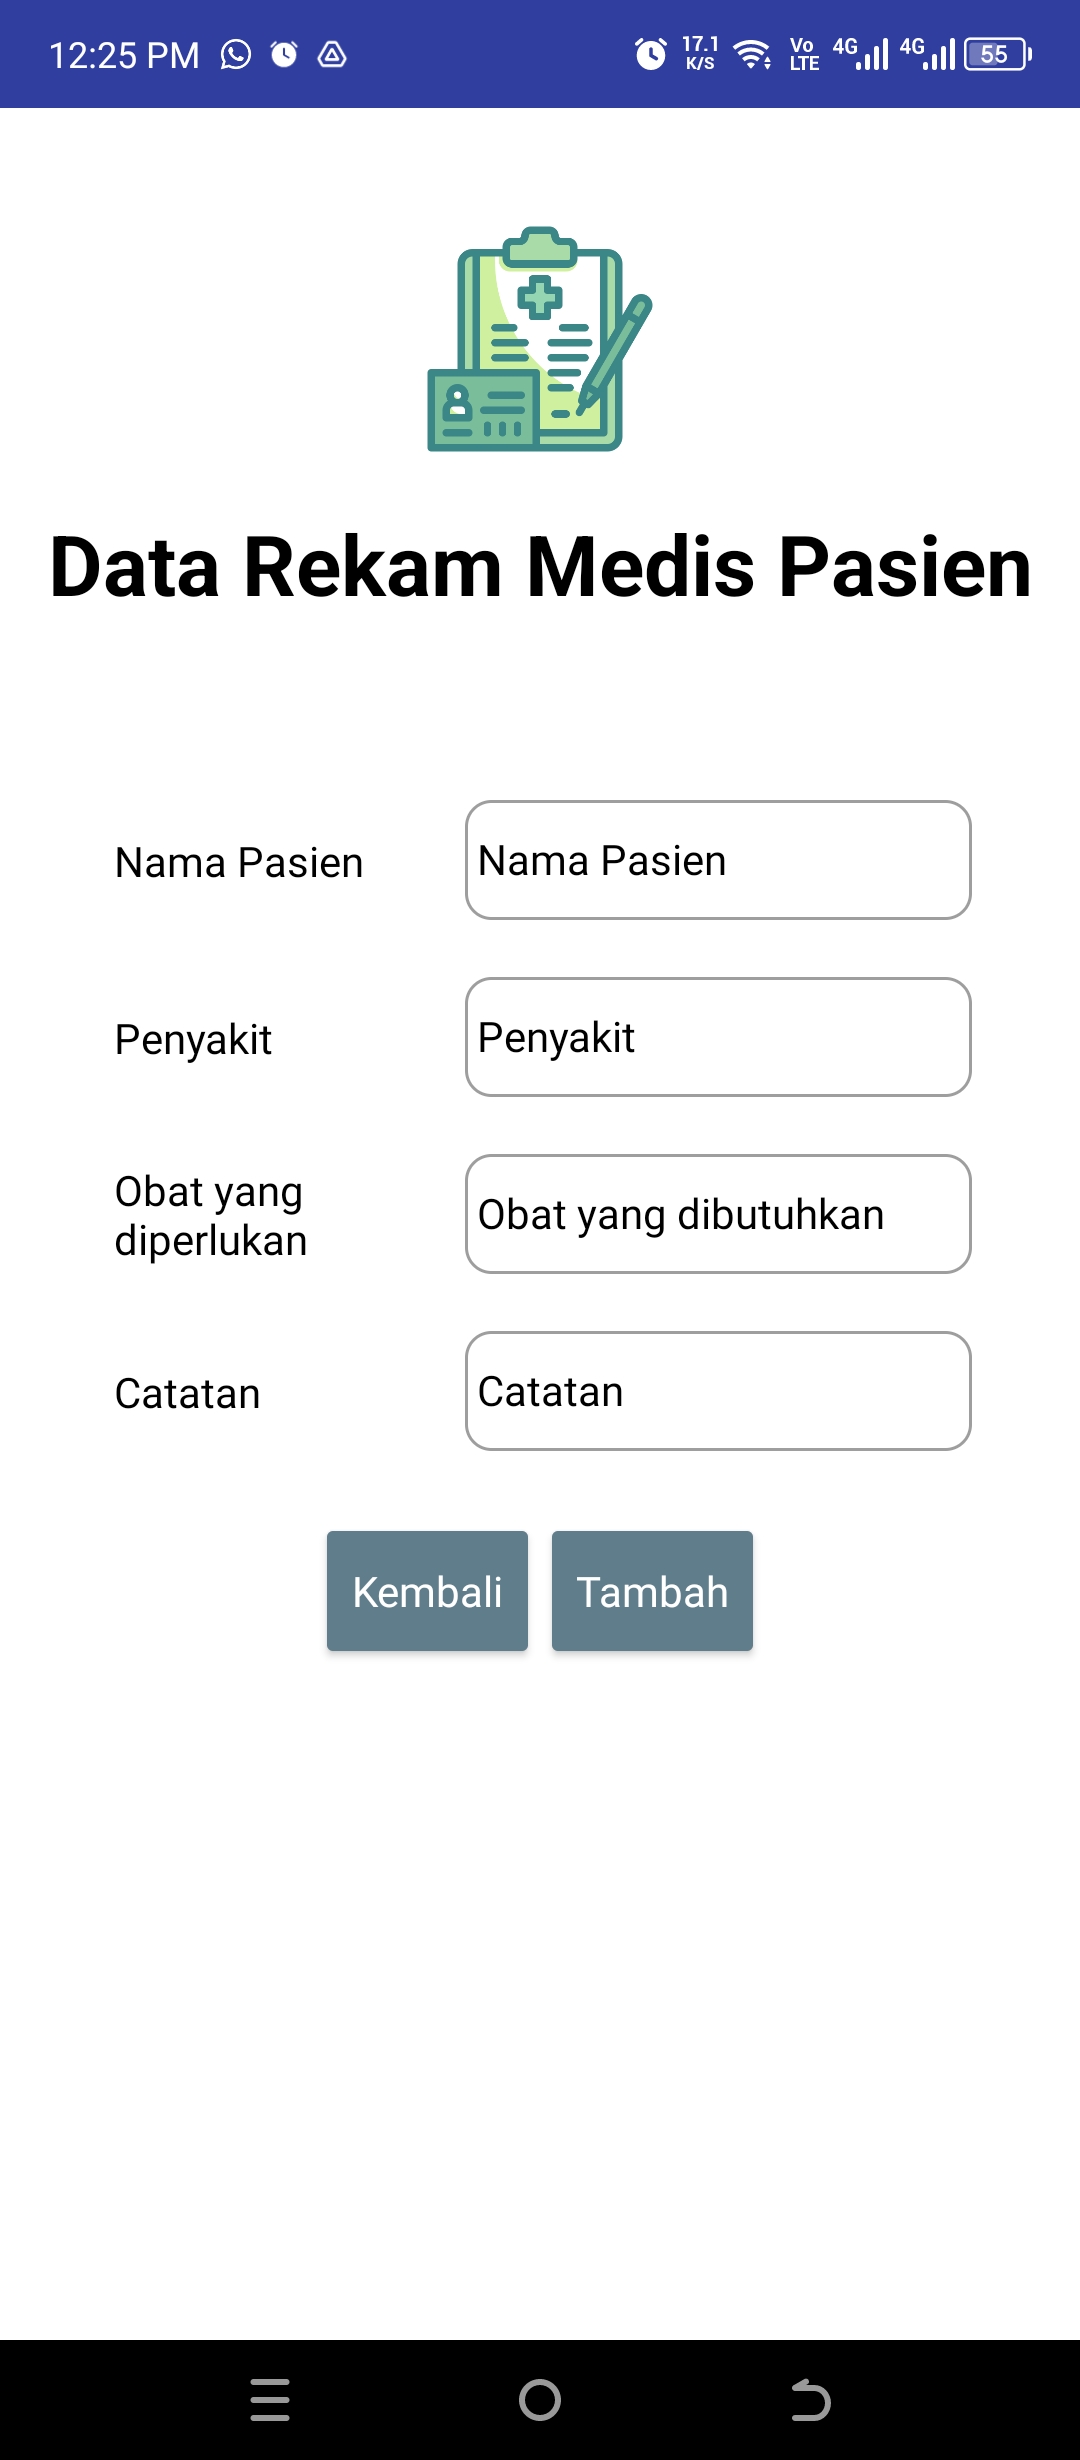 12:25 PM 17.1 K/S Vo LTE 4G 4G 55
Data Rekam Medis Pasien
Nama Pasien Nama Pasien
Penyakit Penyakit
Obat yang
diperlukan
Obat yang dibutuhkan
Catatan Catatan
Kembali Tambah